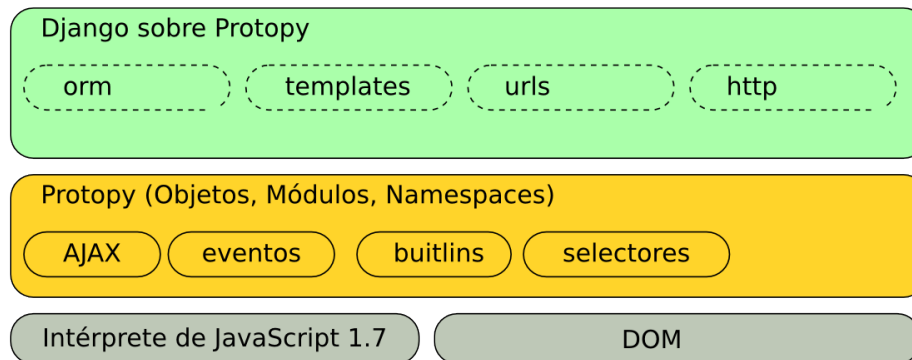 Django sobre Protopy
orm templates urls http
Protopy (Objetos, Módulos, Namespaces)
AJAX eventos buitlins selectores
Intérprete de JavaScript 1.7 DOM